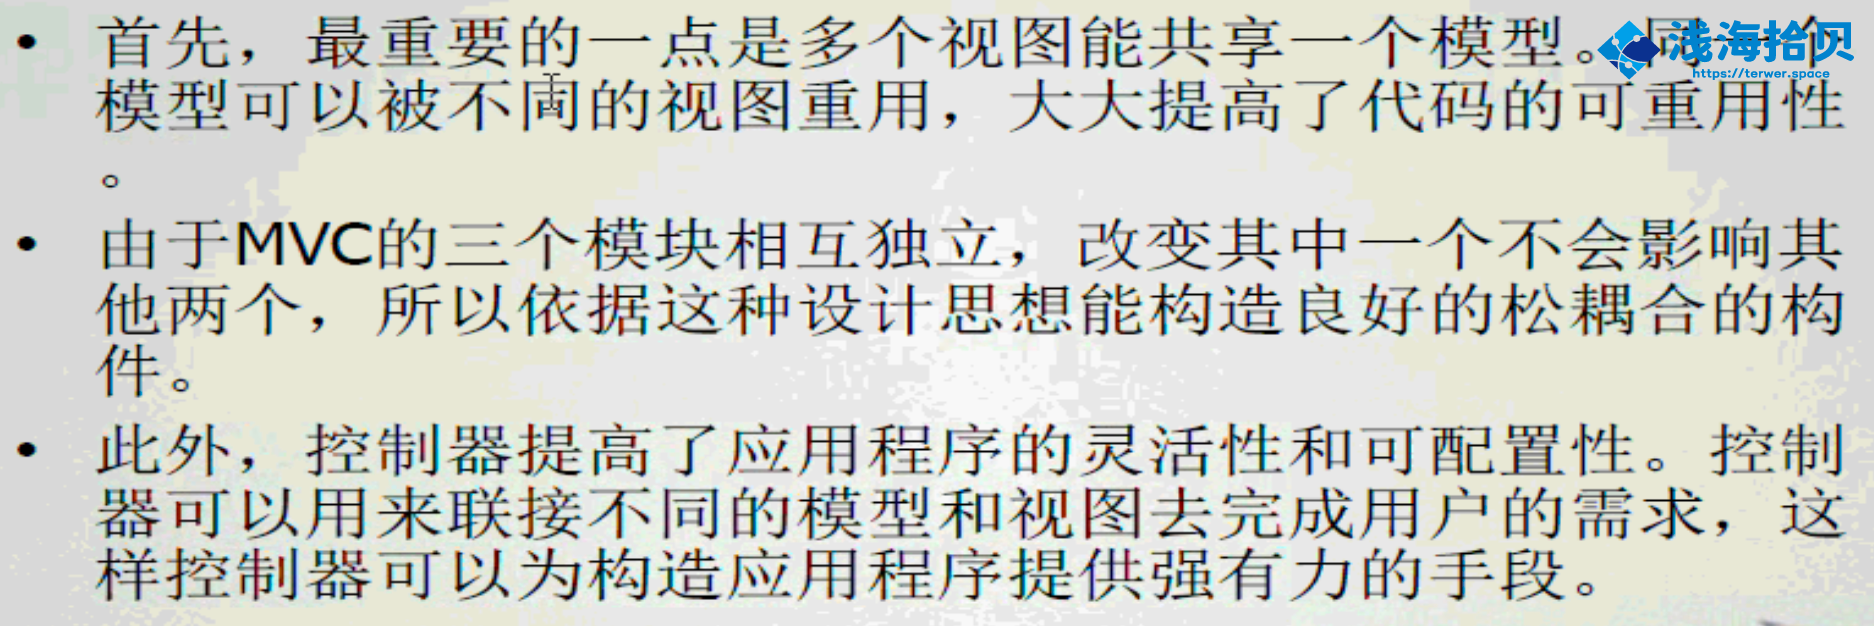 • 首先，最重要的一点是多个视图能共享一个模型。同一个
浅海拾贝
https://terwer.space
模型可以被不同的视图重用，大大提高了代码的可重用性
。
• 由于MVC的三个模块相互独立，改变其中一个不会影响其
他两个，所以依据这种设计思想能构造良好的松耦合的构
件。
• 此外，控制器提高了应用程序的灵活性和可配置性。控制
器可以用来联接不同的模型和视图去完成用户的需求，这
样控制器可以为构造应用程序提供强有力的手段。